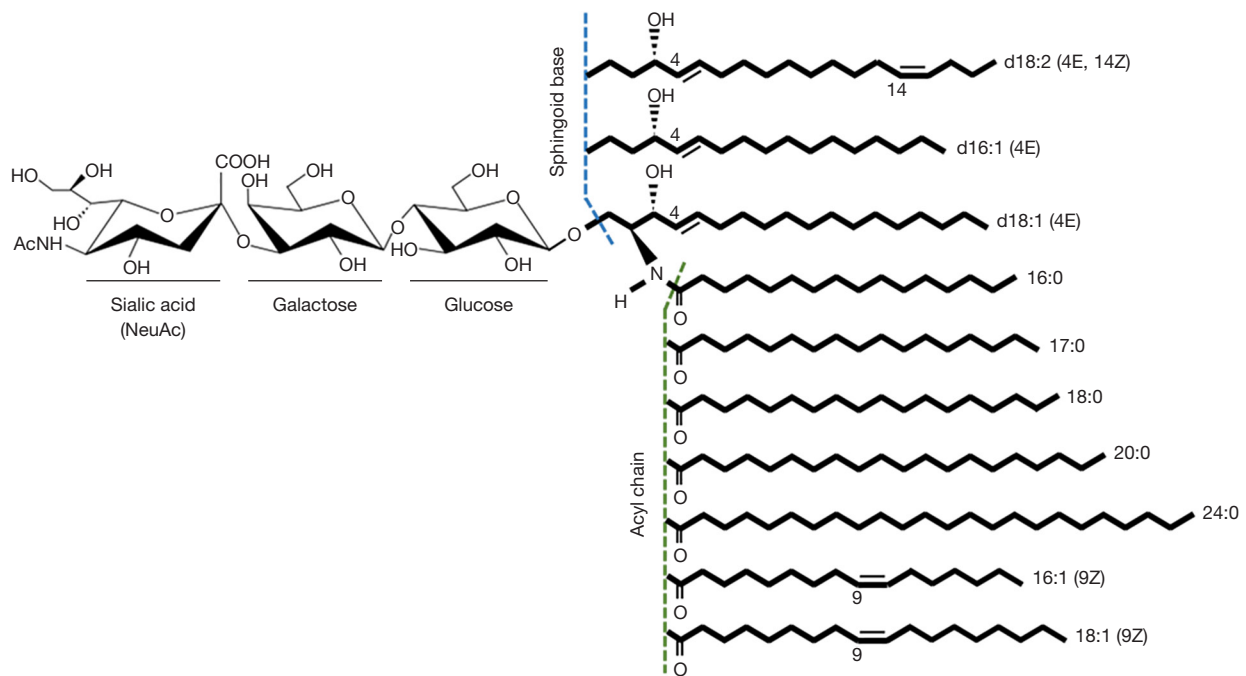 OH
4
d18:2 (4E, 14Z)
14
Sphingoid base
OH
4
d16:1 (4E)
HO
OH
COOH
OH
OH
OH
OH
HO
O
O
O
4
d18:1 (4E)
AcNH
O
O
HO
O
OH
OH
OH
N
H
16:0
O
Sialic acid
(NeuAc)
Galactose
Glucose
17:0
O
18:0
O
Acyl chain
20:0
O
24:0
O
16:1 (9Z)
9
O
18:1 (9Z)
9
O